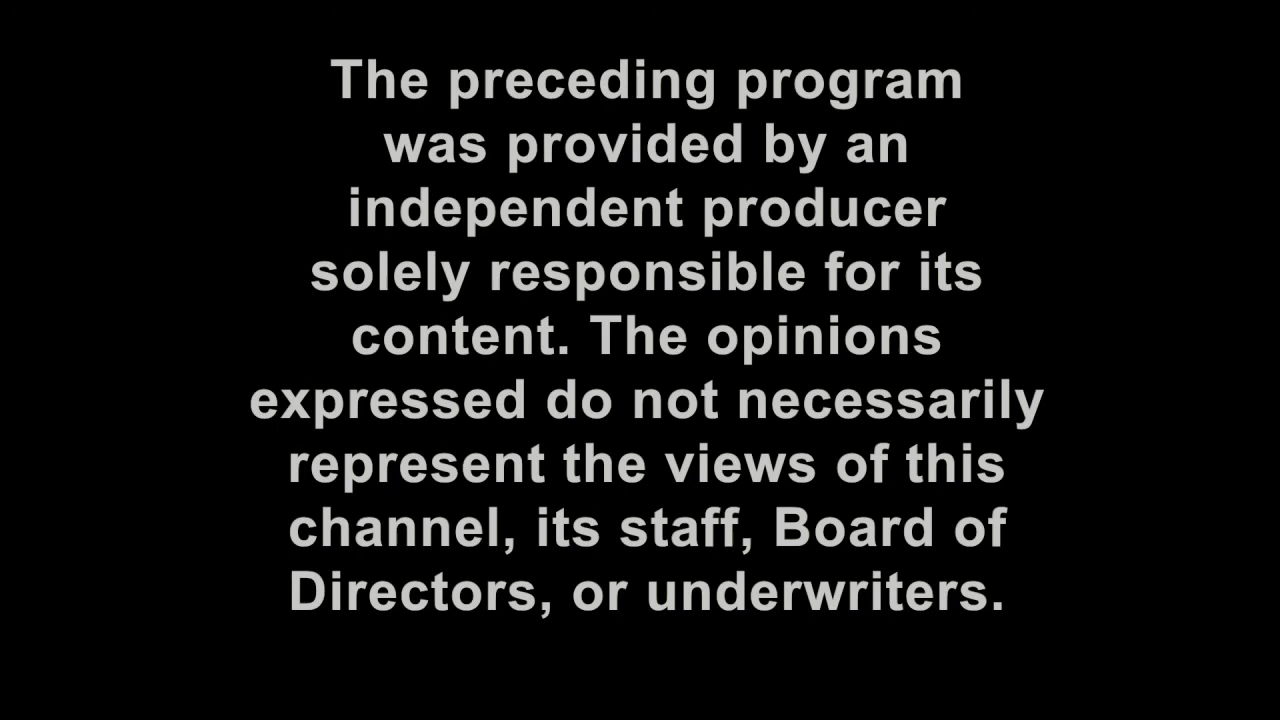 The preceding program
was provided by an
independent producer
solely responsible for its
content. The opinions
expressed do not necessarily
represent the views of this
channel, its staff, Board of
Directors, or underwriters.